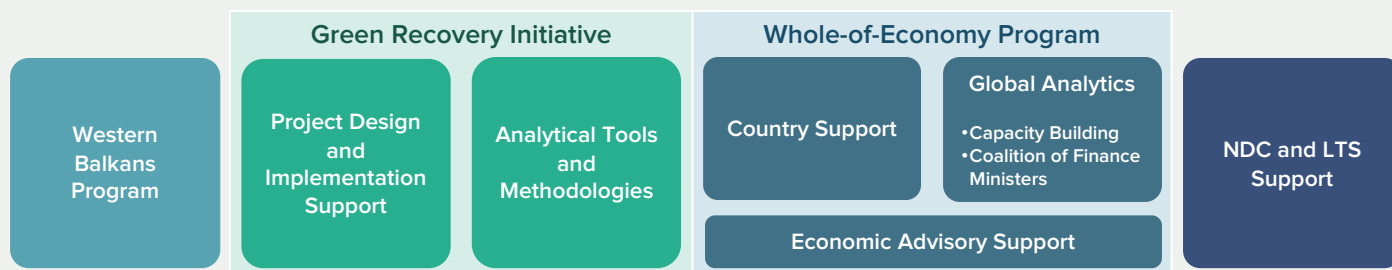 Western
Balkans
Program
Green Recovery Initiative
Project Design
and
Implementation
Support
Analytical Tools
and
Methodologies
Whole-of-Economy Program
Country Support
Global Analytics
•Capacity Building
•Coalition of Finance
Ministers
Economic Advisory Support
NDC and LTS
Support